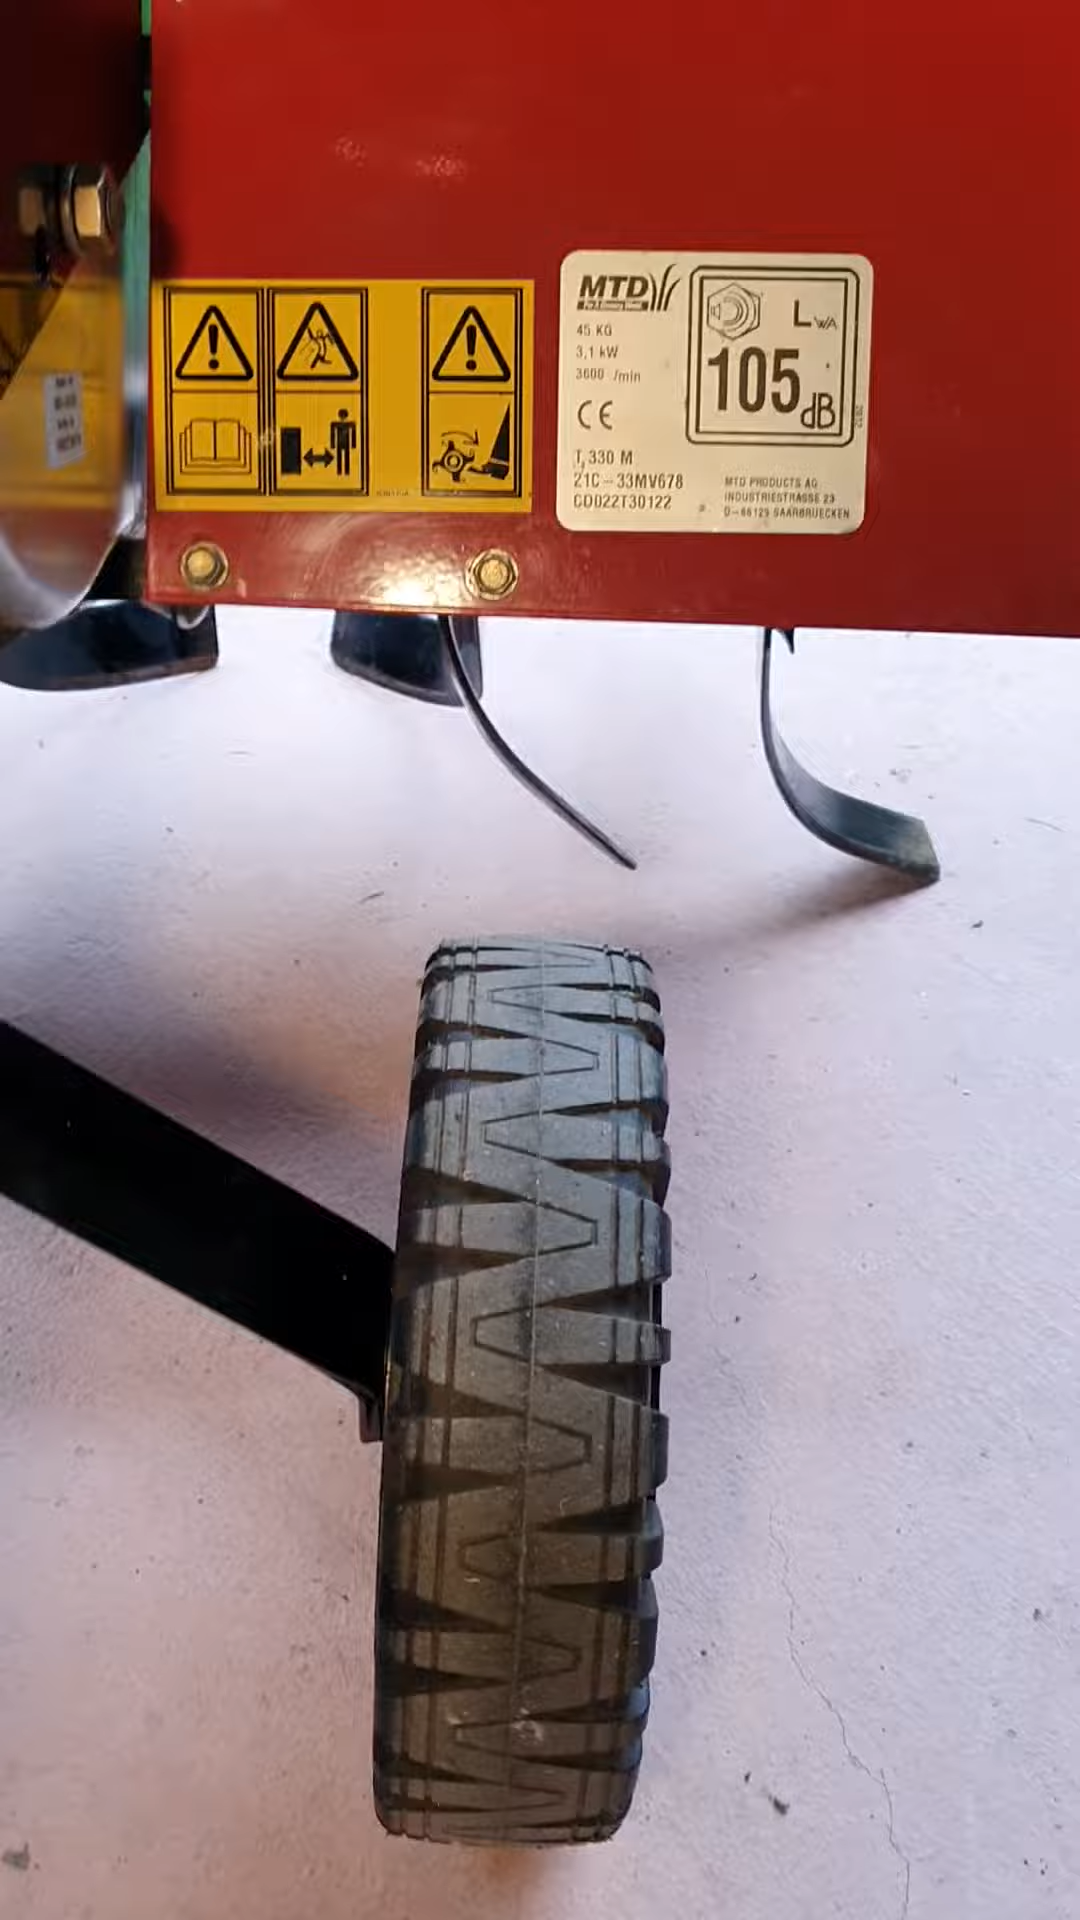 MTD
45 KG
3,1 kW
3600 /min
CE
LWA
105 dB
T 330 M
21C-33MV678
CD022T30122
MTD PRODUCTS AG
INDUSTRIESTRASSE 23
D-66129 SAARBRUECKEN